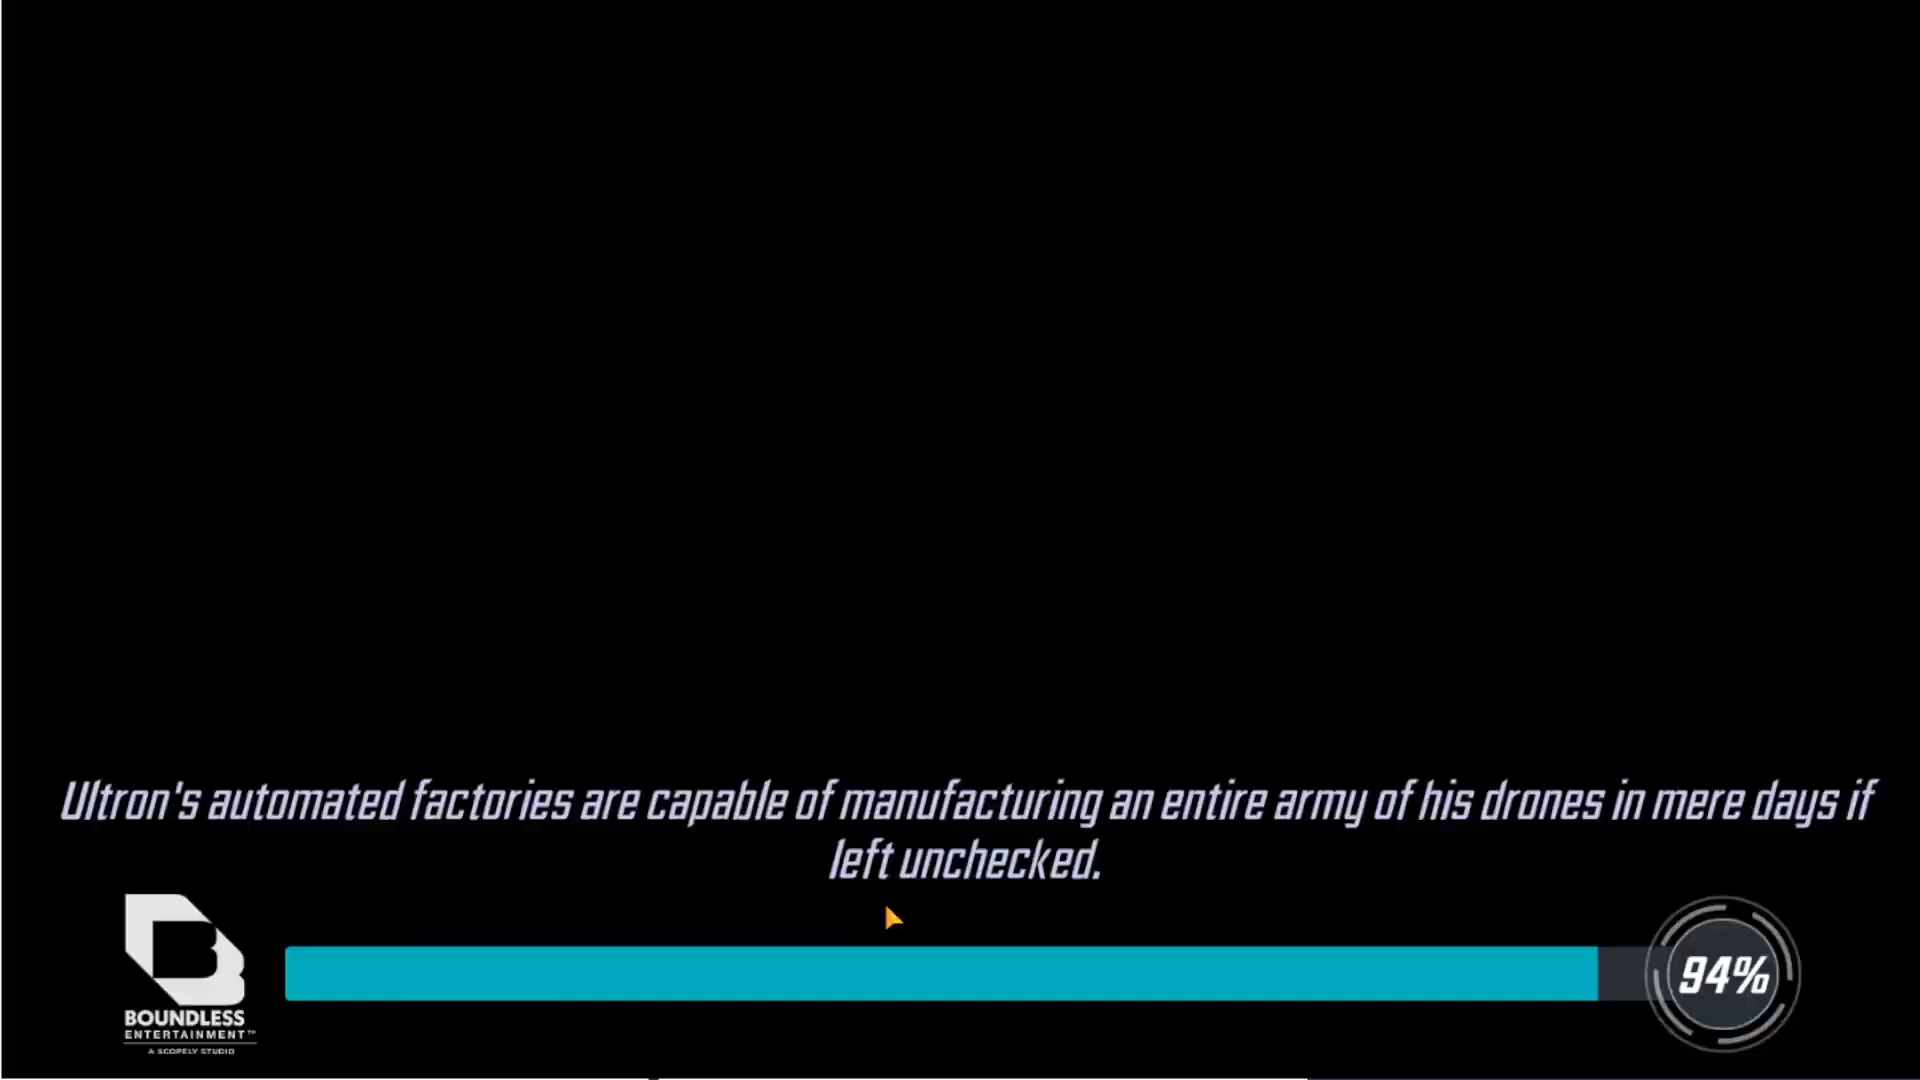 Ultron's automated factories are capable of manufacturing an entire army of his drones in mere days if
left unchecked.
94%
BOUNDLESS
ENTERTAINMENT™
A SCOPELY STUDIO